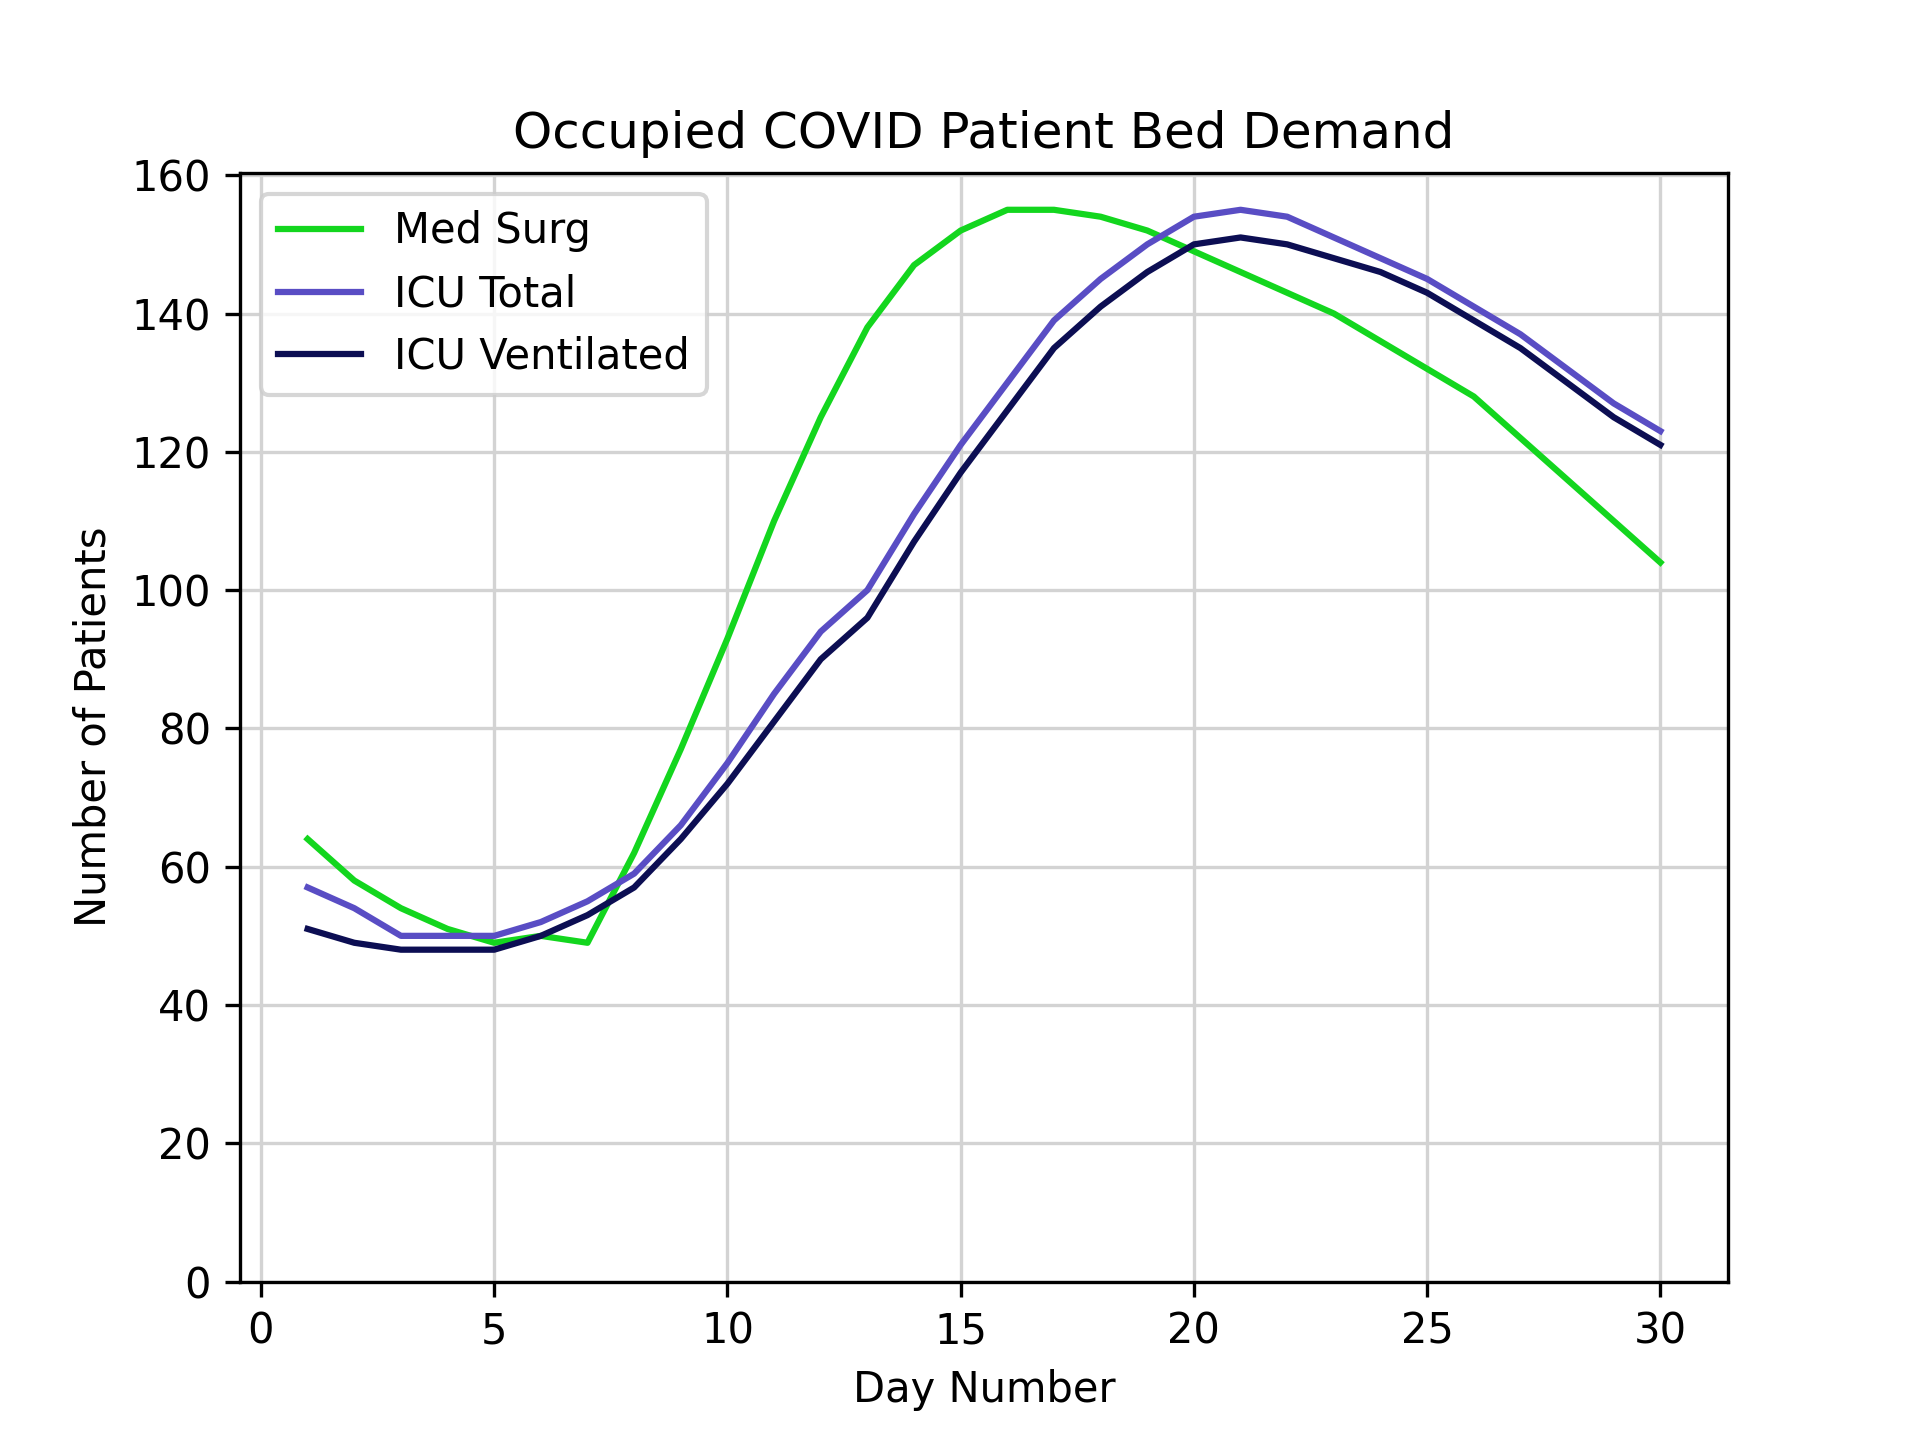 Occupied COVID Patient Bed Demand
160
140
120
100
80
60
40
20
0
Number of Patients
Med Surg
ICU Total
ICU Ventilated
0 5 10 15 20 25 30
Day Number